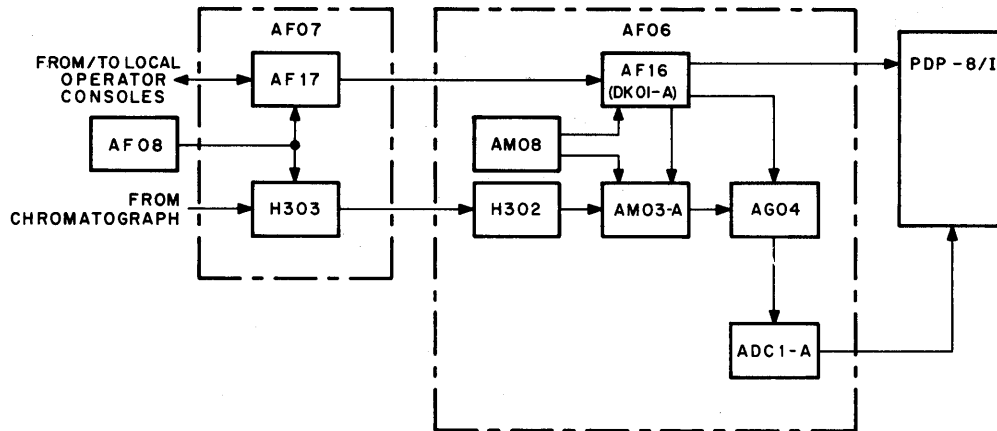 AF07
AF06
FROM/TO LOCAL
OPERATOR
CONSOLES
AF17
AF16
(DK01-A)
PDP-8/I
AF08
AM08
FROM
CHROMATOGRAPH
H303
H302
AM03-A
AG04
ADC1-A